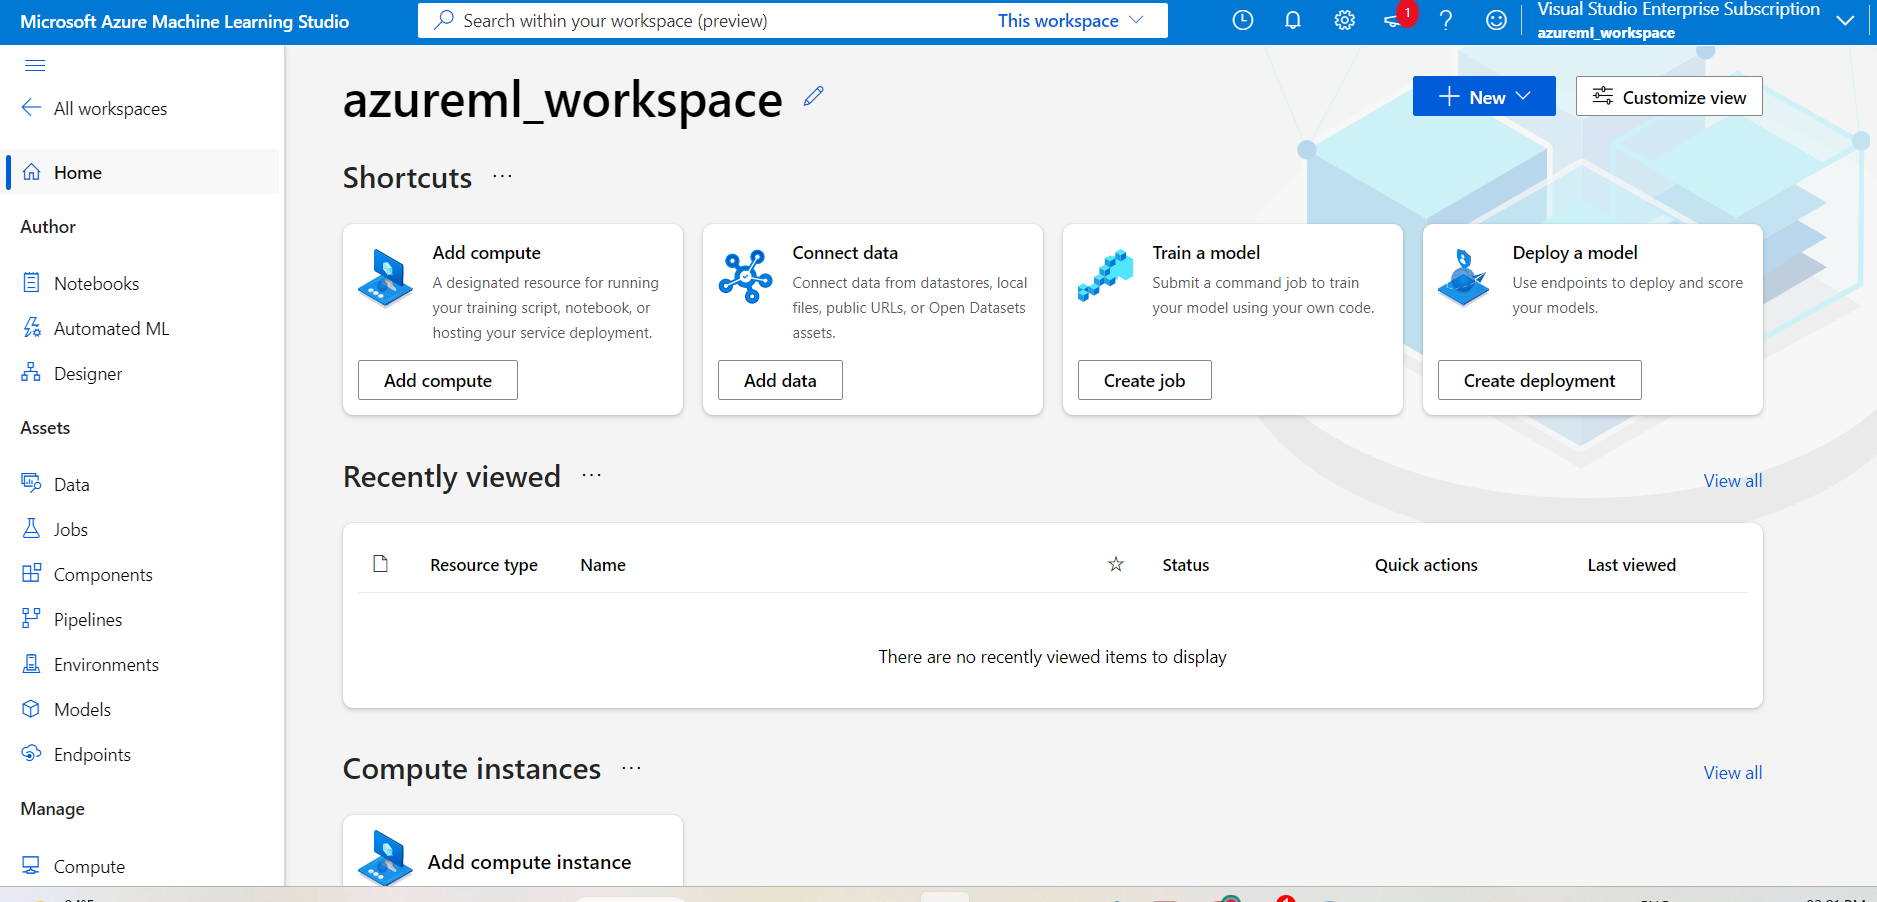 Microsoft Azure Machine Learning Studio
Search within your workspace (preview)
This workspace
1
Visual Studio Enterprise Subscription
azureml_workspace
All workspaces
Home
Author
Notebooks
Automated ML
Designer
Assets
Data
Jobs
Components
Pipelines
Environments
Models
Endpoints
Manage
Compute
azureml_workspace
New
Customize view
Shortcuts
Add compute
A designated resource for running
your training script, notebook, or
hosting your service deployment.
Add compute
Connect data
Connect data from datastores, local
files, public URLs, or Open Datasets
assets.
Add data
Train a model
Submit a command job to train
your model using your own code.
Create job
Deploy a model
Use endpoints to deploy and score
your models.
Create deployment
Recently viewed
View all
Resource type
Name
Status
Quick actions
Last viewed
There are no recently viewed items to display
Compute instances
View all
Add compute instance